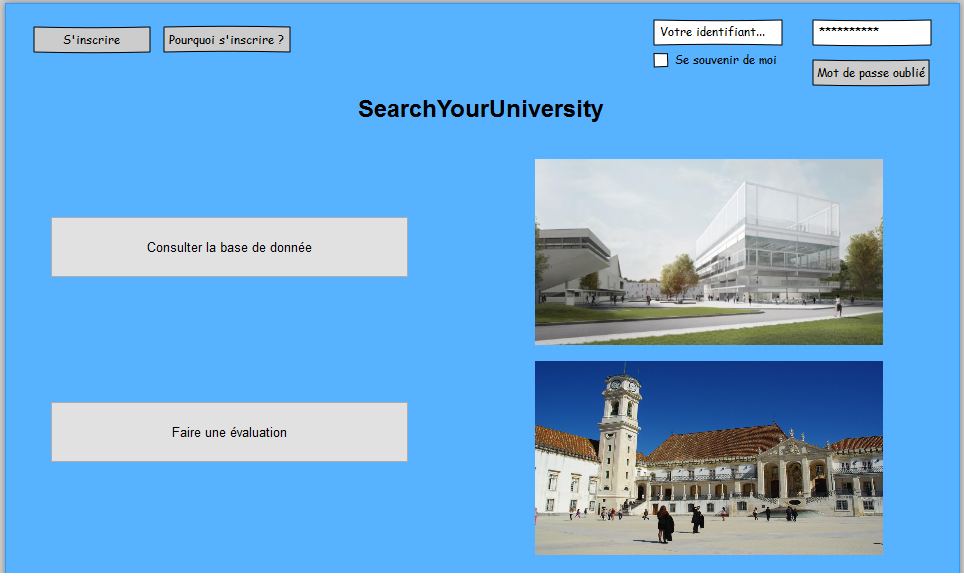 S'inscrire
Pourquoi s'inscrire ?
Votre identifiant...
**********
Se souvenir de moi
Mot de passe oublié
SearchYourUniversity
Consulter la base de donnée
Faire une évaluation